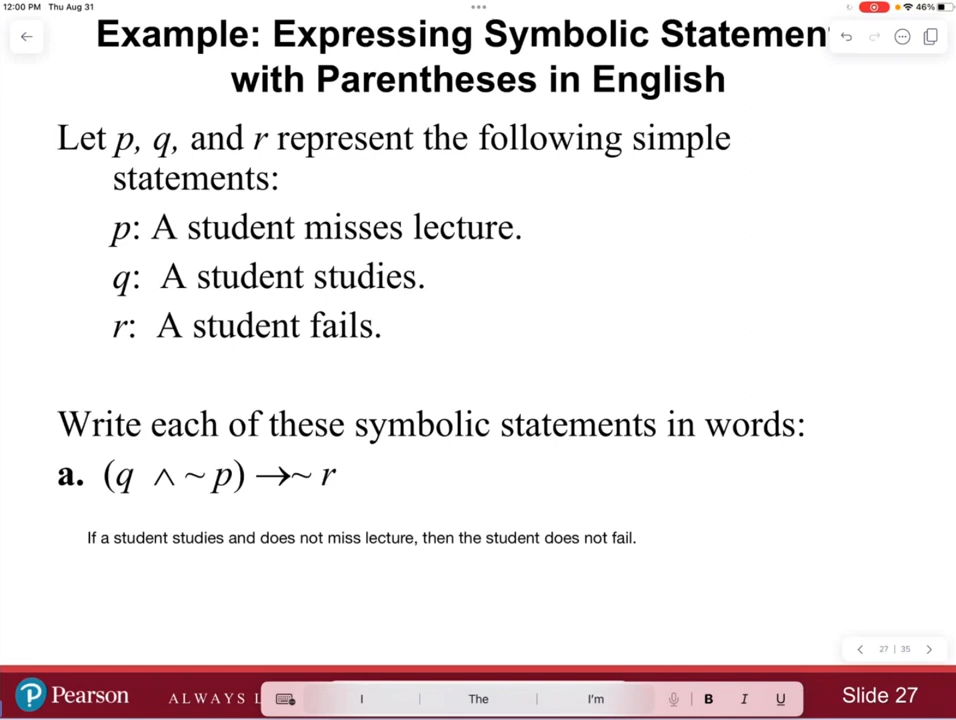 12:00 PM Thu Aug 31
46%
Example: Expressing Symbolic Statemen
with Parentheses in English
Let p, q, and r represent the following simple
statements:
p: A student misses lecture.
q: A student studies.
r: A student fails.
Write each of these symbolic statements in words:
a. (q ∧ ~ p) →~ r
If a student studies and does not miss lecture, then the student does not fail.
27 | 35
Pearson
ALWAYS L
I
The
I'm
B I U
Slide 27